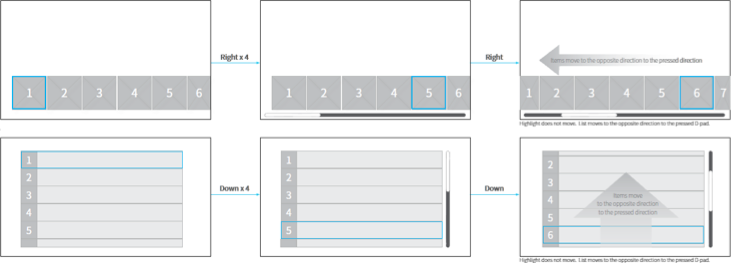 1 2 3 4 5 6
Right x 4
1 2 3 4 5 6
Right
Items move to the opposite direction to the pressed direction
1 2 3 4 5 6 7
Highlight does not move. List moves to the opposite direction to the pressed D-pad.
1
2
3
4
5
Down x 4
1
2
3
4
5
Down
2
3
4
5
6
Items move
to the opposite direction
to the pressed direction
Highlight does not move. List moves to the opposite direction to the pressed D-pad.